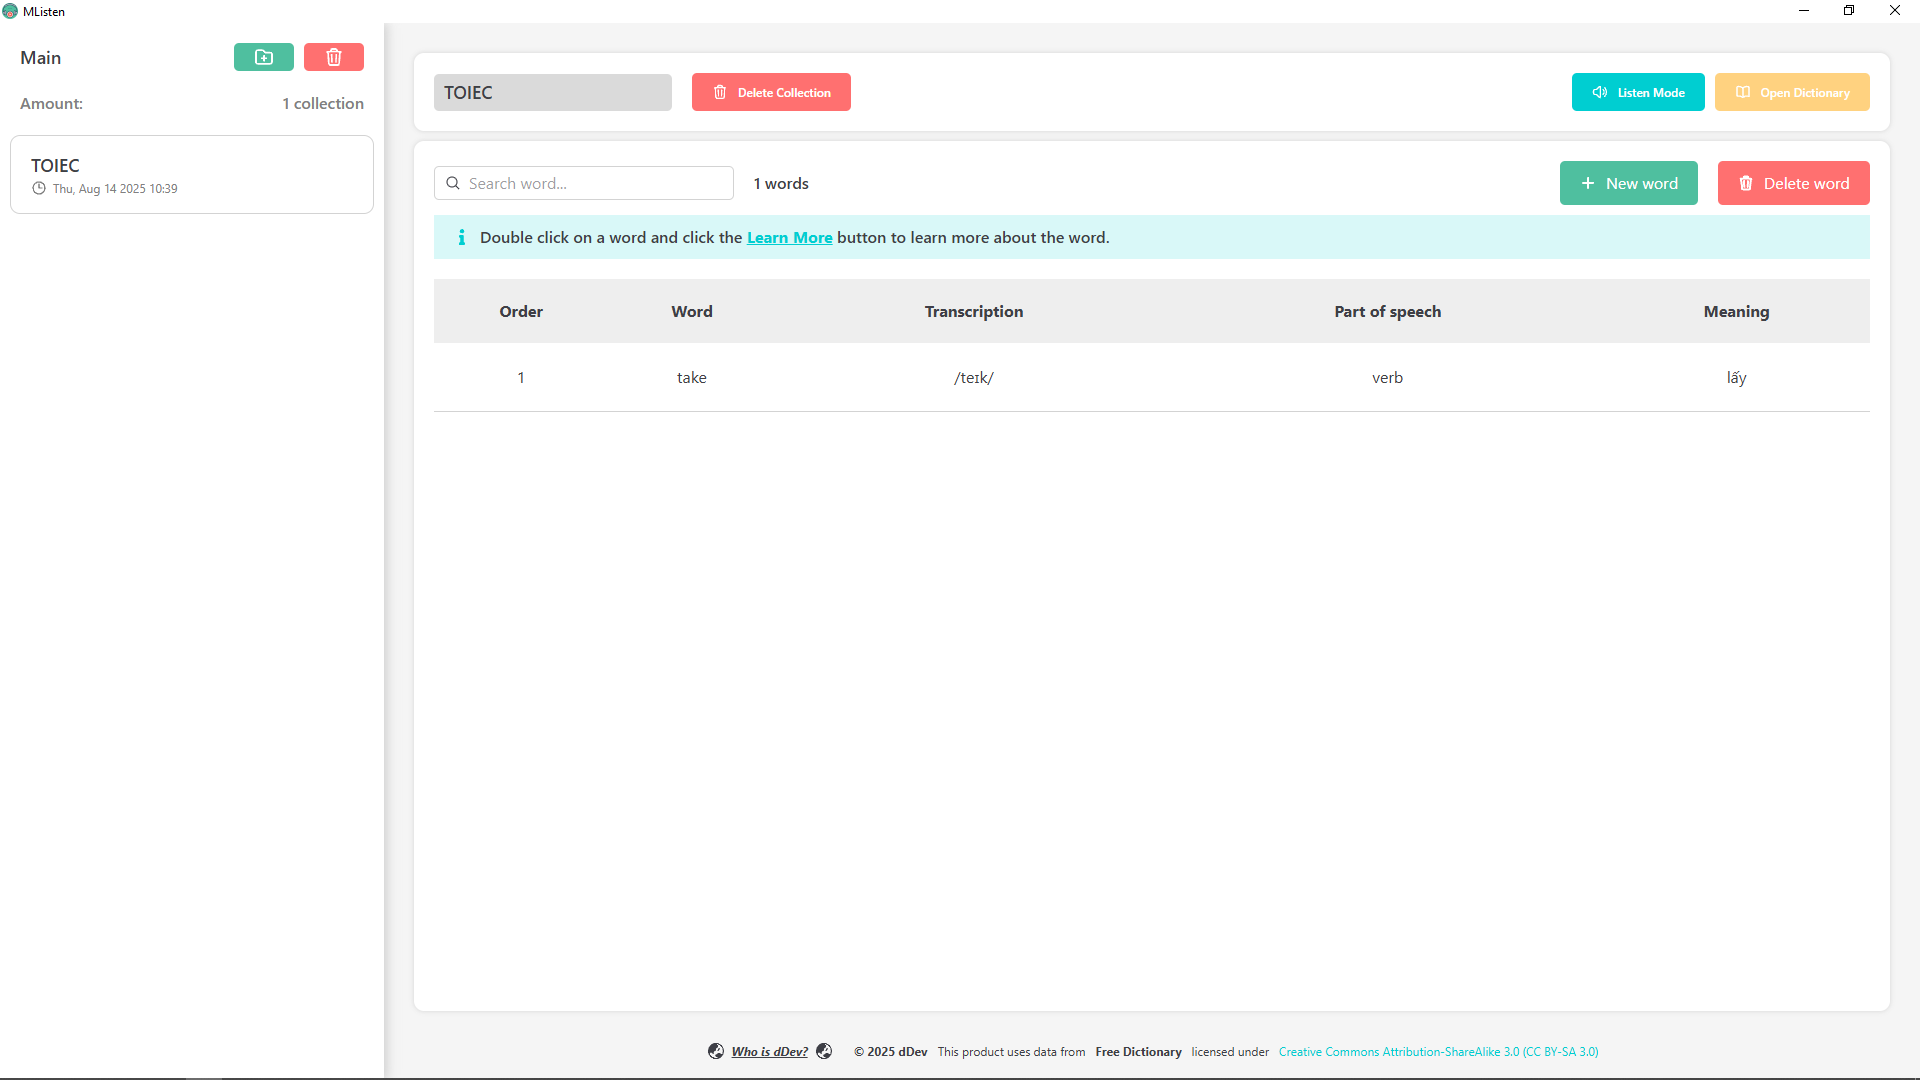 MListen
Main
Amount: 1 collection
TOIEC
Thu, Aug 14 2025 10:39
TOIEC Delete Collection Listen Mode Open Dictionary
Search word... 1 words New word Delete word
Double click on a word and click the Learn More button to learn more about the word.
Order Word Transcription Part of speech Meaning
1 take /teɪk/ verb lấy
Who is dDev? © 2025 dDev This product uses data from Free Dictionary licensed under Creative Commons Attribution-ShareAlike 3.0 (CC BY-SA 3.0)